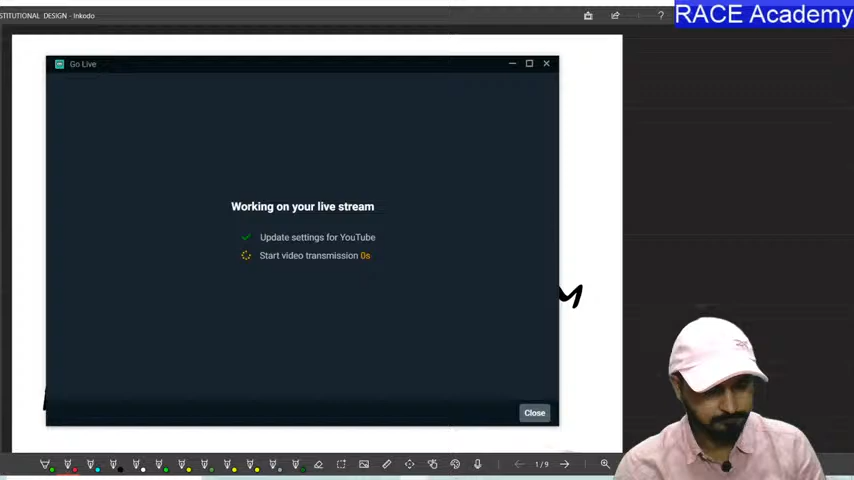 STITUTIONAL DESIGN - Inkodo
?
RACE Academy
Go Live
Working on your live stream
Update settings for YouTube
Start video transmission 0s
Close
1/9